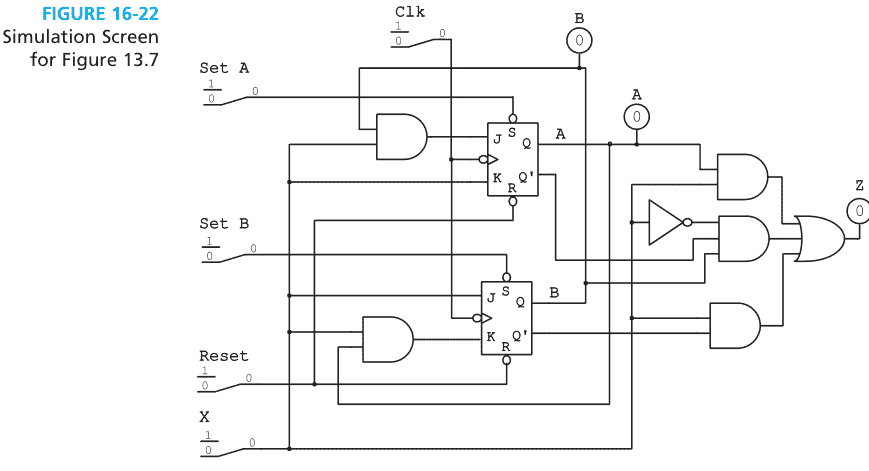 FIGURE 16-22
Simulation Screen
for Figure 13.7
Clk
1
0
0
B
0
Set A
1
0
0
A
0
S
J
Q
A
K
Q'
R
Z
0
Set B
1
0
0
S
J
Q
B
K
Q'
R
Reset
1
0
0
X
1
0
0